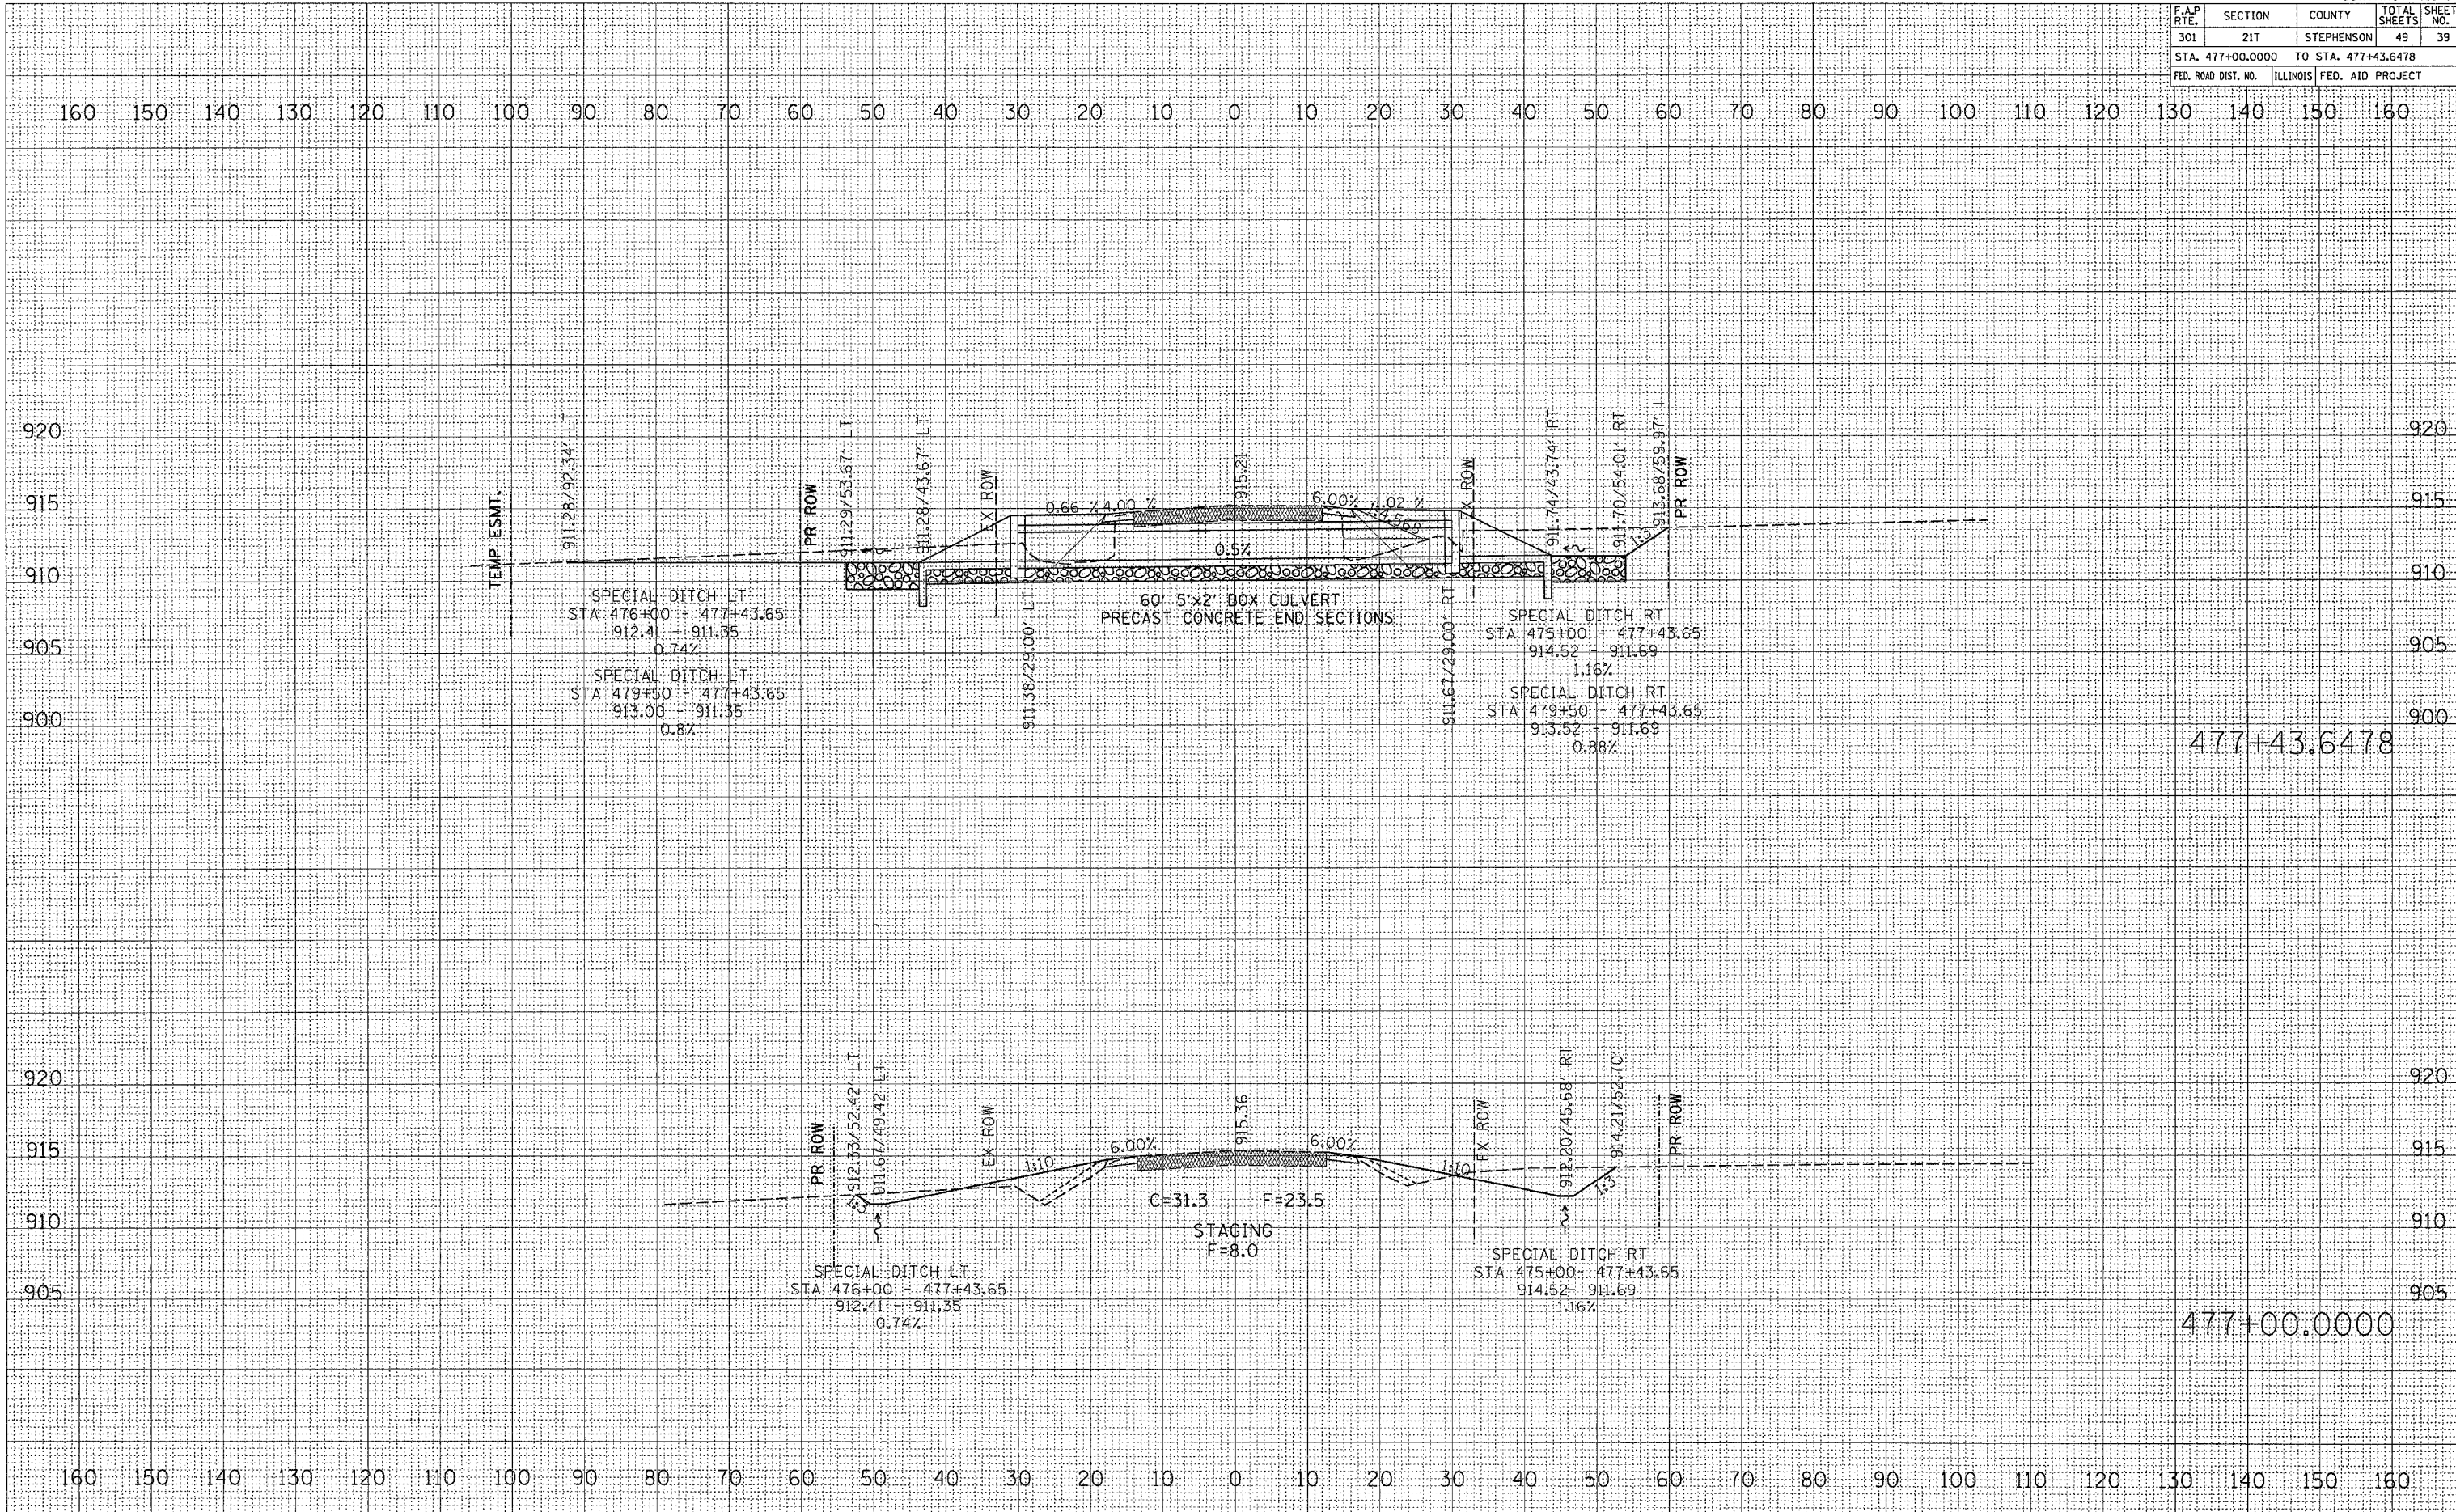 F.A.P. RTE. SECTION COUNTY TOTAL SHEETS SHEET NO.
301 21T STEPHENSON 49 39
STA. 477+00.0000 TO STA. 477+43.6478
FED. ROAD DIST. NO. ILLINOIS FED. AID PROJECT
160 150 140 130 120 110 100 90 80 70 60 50 40 30 20 10 0 10 20 30 40 50 60 70 80 90 100 110 120 130 140 150 160
920 920
915 915
910 910
905 905
900 900
TEMP ESMT.
911.28/92.34' LT
PR ROW
911.29/53.67' LT
911.28/43.67' LT
EX ROW
0.66 % 4.00 %
915.21
6.00% 1.02 %
1:4.568
EX ROW
911.74/43.74' RT
911.70/54.01' RT
913.68/59.97'
PR ROW
1:3
0.5%
60' 5'x2' BOX CULVERT
PRECAST CONCRETE END SECTIONS
911.38/29.00' LT
911.67/29.00' RT
SPECIAL DITCH LT
STA 476+00 - 477+43.65
912.41 - 911.35
0.74%
SPECIAL DITCH LT
STA 479+50 - 477+43.65
913.00 - 911.35
0.8%
SPECIAL DITCH RT
STA 475+00 - 477+43.65
914.52 - 911.69
1.16%
SPECIAL DITCH RT
STA 479+50 - 477+43.65
913.52 - 911.69
0.88%
477+43.6478
920 920
915 915
910 910
905 905
PR ROW
912.33/52.42' LT
911.67/49.42' LT
EX ROW
1:3
1:10
6.00%
915.36
6.00%
1:10
EX ROW
912.20/45.68' RT
914.21/52.70'
1:3
PR ROW
C=31.3 F=23.5
STAGING
F=8.0
SPECIAL DITCH LT
STA 476+00 - 477+43.65
912.41 - 911.35
0.74%
SPECIAL DITCH RT
STA 475+00- 477+43.65
914.52- 911.69
1.16%
477+00.0000
160 150 140 130 120 110 100 90 80 70 60 50 40 30 20 10 0 10 20 30 40 50 60 70 80 90 100 110 120 130 140 150 160